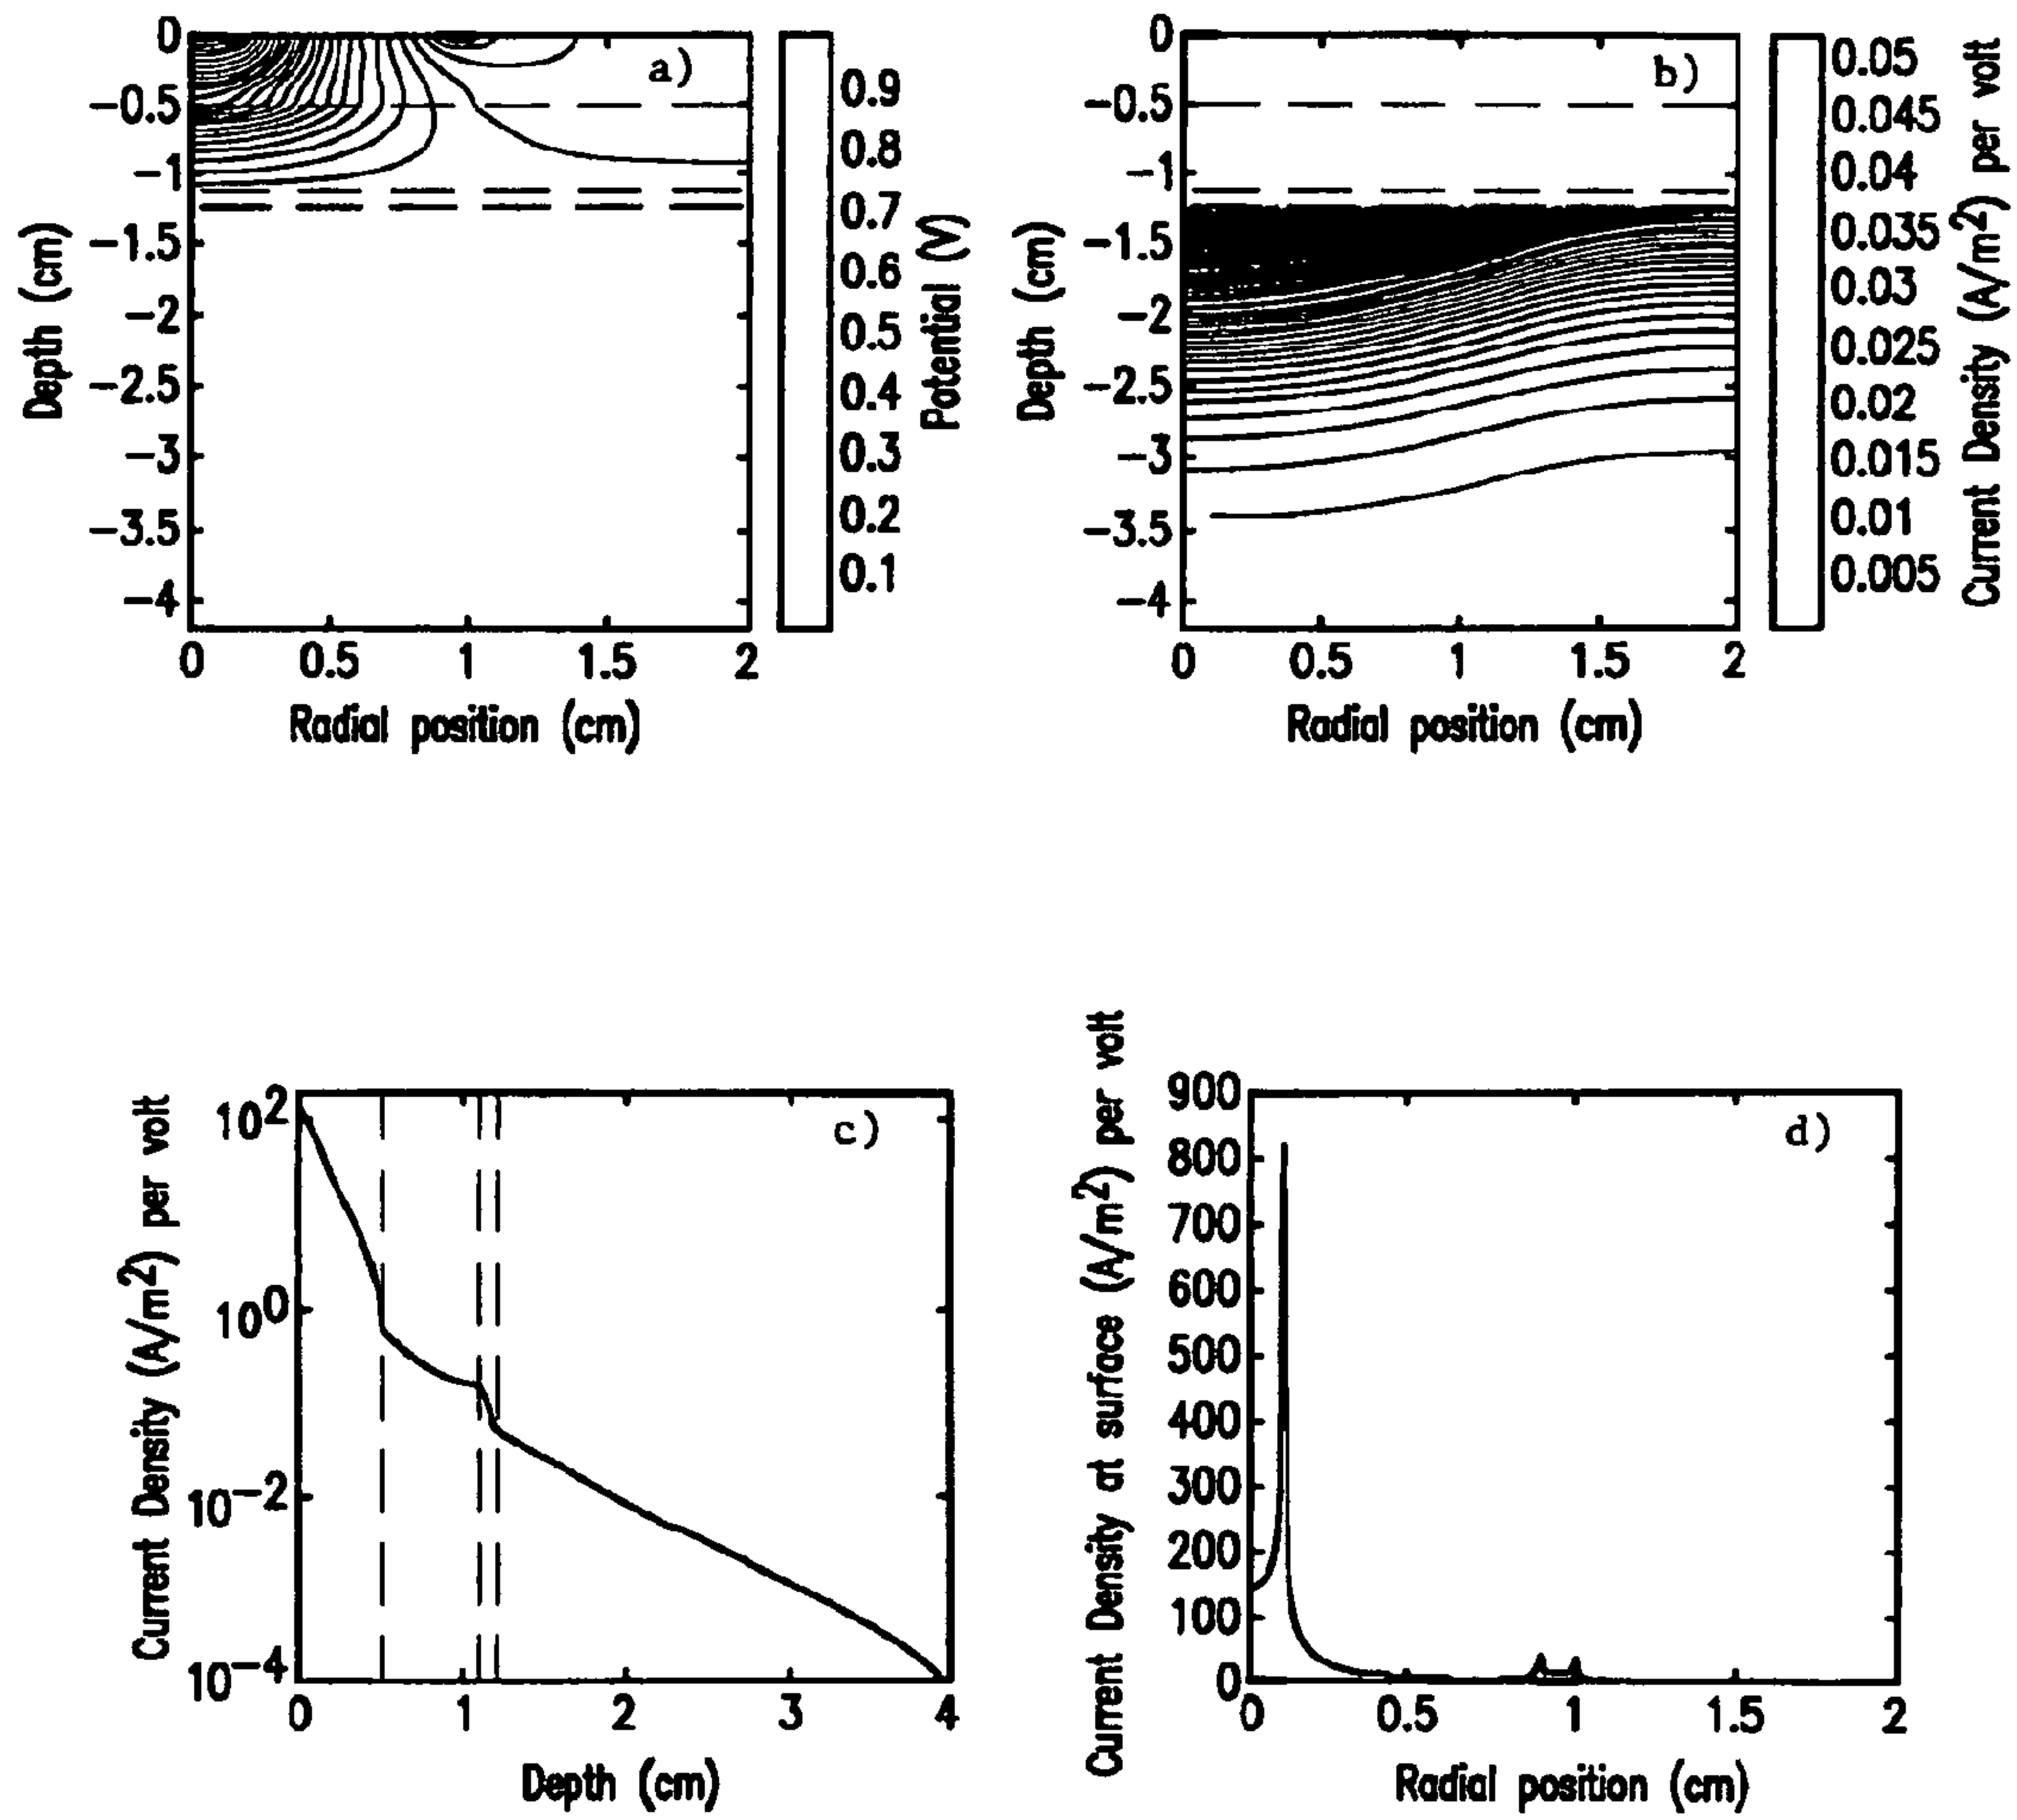 a)
0
−0.5
−1
−1.5
−2
−2.5
−3
−3.5
−4
Depth (cm)
0 0.5 1 1.5 2
Radial position (cm)
0.9
0.8
0.7
0.6
0.5
0.4
0.3
0.2
0.1
Potential (V)
b)
0
−0.5
−1
−1.5
−2
−2.5
−3
−3.5
−4
Depth (cm)
0 0.5 1 1.5 2
Radial position (cm)
0.05
0.045
0.04
0.035
0.03
0.025
0.02
0.015
0.01
0.005
Current Density (A/m²) per volt
c)
10²
10⁰
10⁻²
10⁻⁴
Current Density (A/m²) per volt
0 1 2 3 4
Depth (cm)
d)
900
800
700
600
500
400
300
200
100
0
Current Density at surface (A/m²) per volt
0 0.5 1 1.5 2
Radial position (cm)